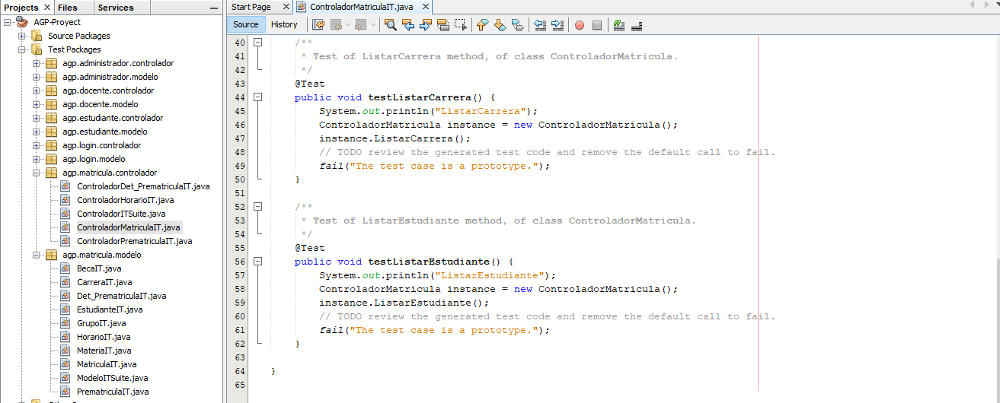 Projects
Files
Services
AGP-Proyect
Source Packages
Test Packages
agp.administrador.controlador
agp.administrador.modelo
agp.docente.controlador
agp.docente.modelo
agp.estudiante.controlador
agp.estudiante.modelo
agp.login.controlador
agp.login.modelo
agp.matricula.controlador
ControladorDet_PrematriculaIT.java
ControladorHorarioIT.java
ControladorITSuite.java
ControladorMatriculaIT.java
ControladorPrematriculaIT.java
agp.matricula.modelo
BecaIT.java
CarreraIT.java
Det_PrematriculaIT.java
EstudianteIT.java
GrupoIT.java
HorarioIT.java
MateriaIT.java
MatriculaIT.java
ModeloITSuite.java
PrematriculaIT.java
Start Page
ControladorMatriculaIT.java
Source
History
40 /**
41 * Test of ListarCarrera method, of class ControladorMatricula.
42 */
43 @Test
44 public void testListarCarrera() {
45 System.out.println("ListarCarrera");
46 ControladorMatricula instance = new ControladorMatricula();
47 instance.ListarCarrera();
48 // TODO review the generated test code and remove the default call to fail.
49 fail("The test case is a prototype.");
50 }
51
52 /**
53 * Test of ListarEstudiante method, of class ControladorMatricula.
54 */
55 @Test
56 public void testListarEstudiante() {
57 System.out.println("ListarEstudiante");
58 ControladorMatricula instance = new ControladorMatricula();
59 instance.ListarEstudiante();
60 // TODO review the generated test code and remove the default call to fail.
61 fail("The test case is a prototype.");
62 }
63
64 }
65